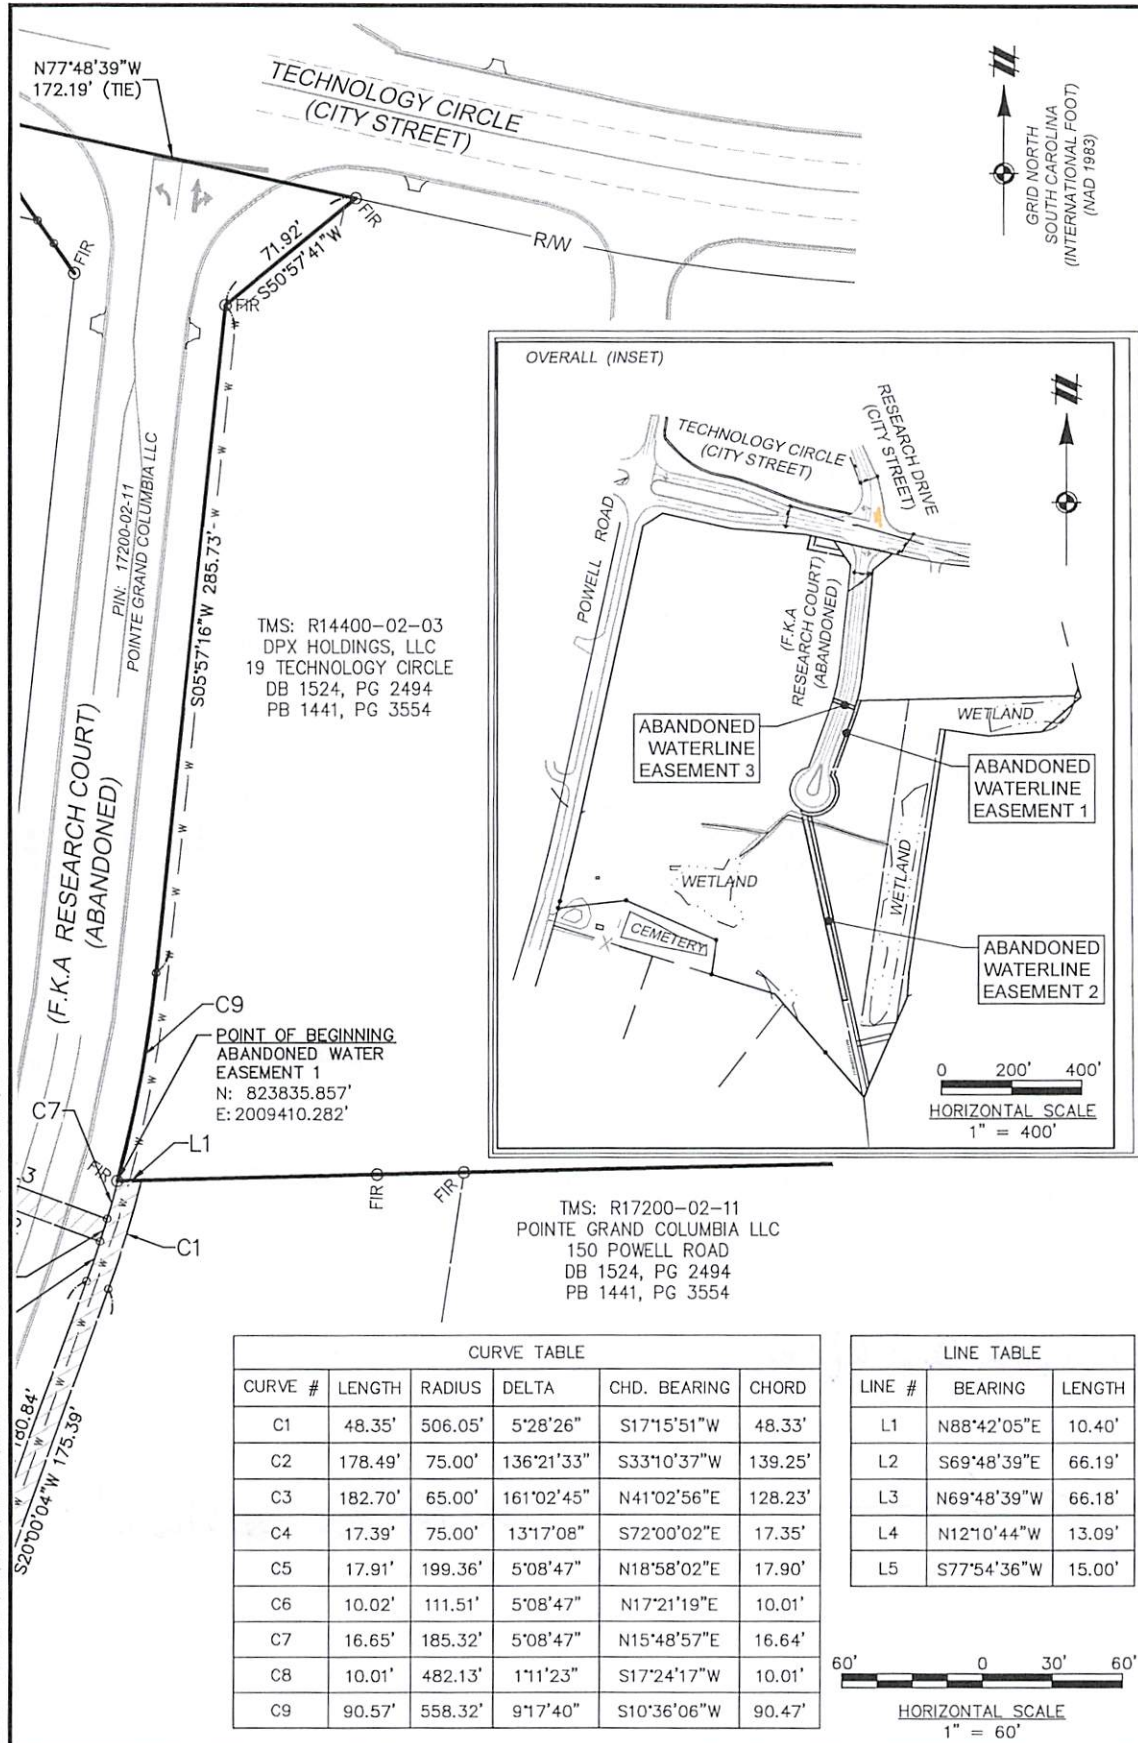 N77°48'39"W
172.19' (TIE)
TECHNOLOGY CIRCLE
(CITY STREET)
GRID NORTH
SOUTH CAROLINA
(INTERNATIONAL FOOT)
(NAD 1983)
FIR
71.92'
S50°57'41"W
R/W
FIR
FIR
PIN: 17200-02-11
POINTE GRAND COLUMBIA LLC
S05°57'16"W 285.73'
TMS: R14400-02-03
DPX HOLDINGS, LLC
19 TECHNOLOGY CIRCLE
DB 1524, PG 2494
PB 1441, PG 3554
(F.K.A RESEARCH COURT)
(ABANDONED)
C9
POINT OF BEGINNING
ABANDONED WATER
EASEMENT 1
N: 823835.857'
E: 2009410.282'
C7
L1
FIR
3
FIR
FIR
C1
180.84'
S20°00'04"W 175.39'
OVERALL (INSET)
TECHNOLOGY CIRCLE
(CITY STREET)
RESEARCH DRIVE
(CITY STREET)
POWELL ROAD
(F.K.A
RESEARCH COURT)
(ABANDONED)
ABANDONED
WATERLINE
EASEMENT 3
WETLAND
ABANDONED
WATERLINE
EASEMENT 1
WETLAND
WETLAND
CEMETERY
ABANDONED
WATERLINE
EASEMENT 2
0 200' 400'
HORIZONTAL SCALE
1" = 400'
TMS: R17200-02-11
POINTE GRAND COLUMBIA LLC
150 POWELL ROAD
DB 1524, PG 2494
PB 1441, PG 3554
CURVE TABLE
CURVE # LENGTH RADIUS DELTA CHD. BEARING CHORD
C1 48.35' 506.05' 5°28'26" S17°15'51"W 48.33'
C2 178.49' 75.00' 136°21'33" S33°10'37"W 139.25'
C3 182.70' 65.00' 161°02'45" N41°02'56"E 128.23'
C4 17.39' 75.00' 13°17'08" S72°00'02"E 17.35'
C5 17.91' 199.36' 5°08'47" N18°58'02"E 17.90'
C6 10.02' 111.51' 5°08'47" N17°21'19"E 10.01'
C7 16.65' 185.32' 5°08'47" N15°48'57"E 16.64'
C8 10.01' 482.13' 1°11'23" S17°24'17"W 10.01'
C9 90.57' 558.32' 9°17'40" S10°36'06"W 90.47'
LINE TABLE
LINE # BEARING LENGTH
L1 N88°42'05"E 10.40'
L2 S69°48'39"E 66.19'
L3 N69°48'39"W 66.18'
L4 N12°10'44"W 13.09'
L5 S77°54'36"W 15.00'
60' 0 30' 60'
HORIZONTAL SCALE
1" = 60'